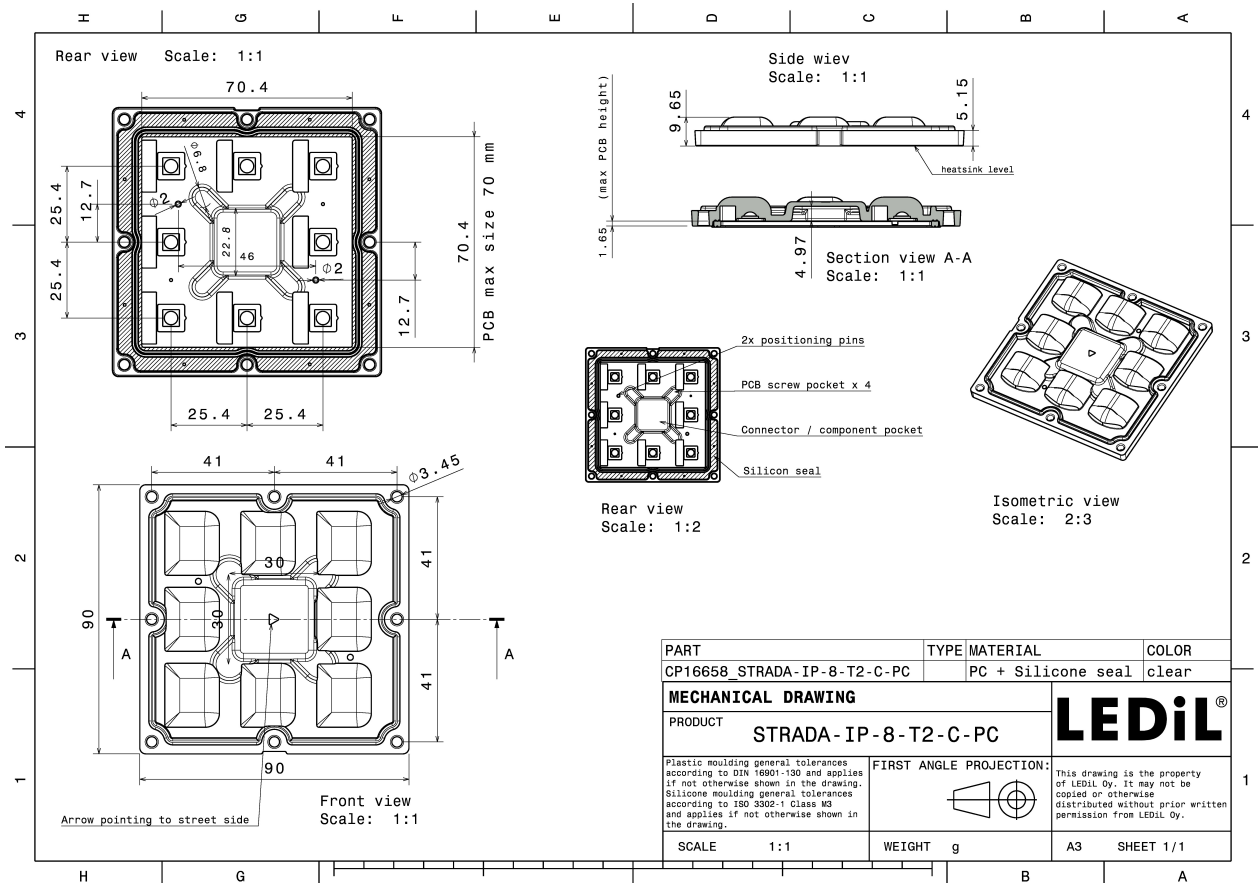 H G F E D C B A
Rear view Scale: 1:1
70.4
25.4
12.7
25.4
Ø6.8
Ø2
22.8
46
Ø2
12.7
70.4
PCB max size 70 mm
25.4 25.4
Side wiev
Scale: 1:1
9.65
5.15
heatsink level
1.65 (max PCB height)
4.97
Section view A-A
Scale: 1:1
2x positioning pins
PCB screw pocket x 4
Connector / component pocket
Silicon seal
Rear view
Scale: 1:2
Isometric view
Scale: 2:3
41 41
Ø3.45
90
30
30
41
41
A A
90
Arrow pointing to street side
Front view
Scale: 1:1
4 4
3 3
2 2
1 1
PART TYPE MATERIAL COLOR
CP16658_STRADA-IP-8-T2-C-PC PC + Silicone seal clear
MECHANICAL DRAWING
PRODUCT
STRADA-IP-8-T2-C-PC
LEDiL®
Plastic moulding general tolerances
according to DIN 16901-130 and applies
if not otherwise shown in the drawing.
Silicone moulding general tolerances
according to ISO 3302-1 Class M3
and applies if not otherwise shown in
the drawing.
FIRST ANGLE PROJECTION:
This drawing is the property
of LEDiL Oy. It may not be
copied or otherwise
distributed without prior written
permission from LEDiL Oy.
SCALE 1:1 WEIGHT g A3 SHEET 1/1
H G B A